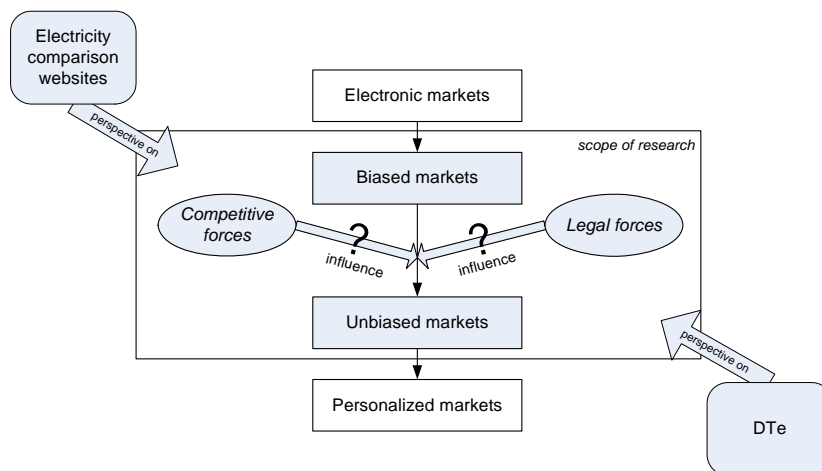 Electricity
comparison
websites
perspective on
Electronic markets
scope of research
Biased markets
Competitive
forces
?
influence
?
influence
Legal forces
Unbiased markets
perspective on
Personalized markets
DTe